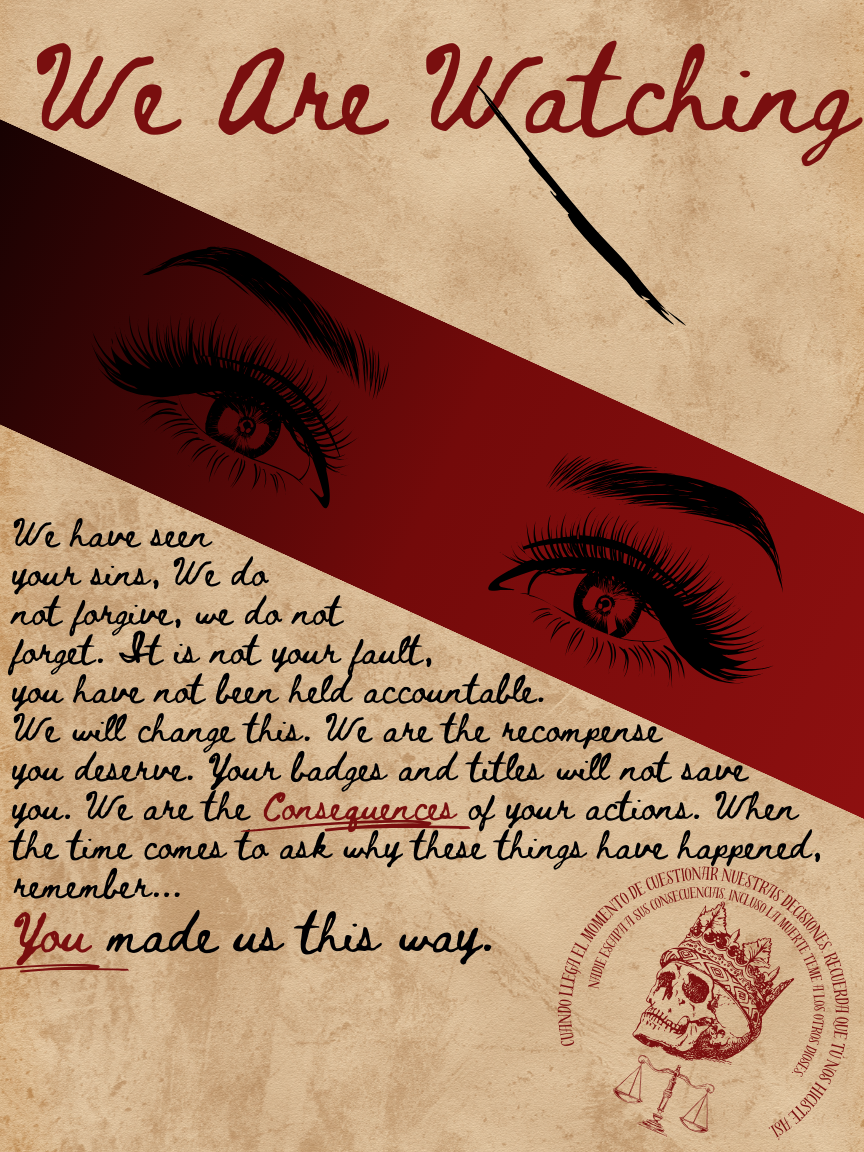 We Are Watching
We have seen
your sins, We do
not forgive, we do not
forget. It is not your fault,
you have not been held accountable.
We will change this. We are the recompense
you deserve. Your badges and titles will not save
you. We are the Consequences of your actions. When
the time comes to ask why these things have happened,
remember...
You made us this way.
CUANDO LLEGA EL MOMENTO DE CUESTIONAR NUESTRAS DECISIONES, RECUERDA QUE TÚ NOS HICISTE ASÍ.
NADIE ESCAPA A SUS CONSECUENCIAS, INCLUSO LA MUERTE TEME A LOS OTROS DIOSES.